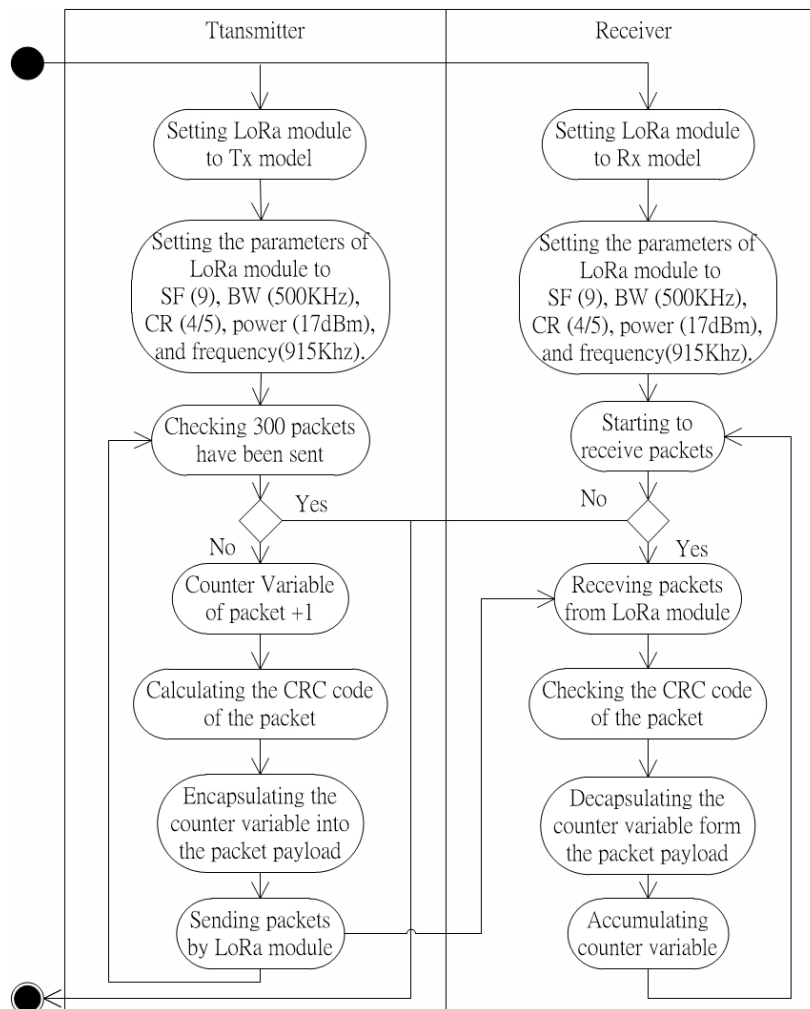 Ttansmitter
Receiver
Setting LoRa module
to Tx model
Setting LoRa module
to Rx model
Setting the parameters of
LoRa module to
SF (9), BW (500KHz),
CR (4/5), power (17dBm),
and frequency(915Khz).
Setting the parameters of
LoRa module to
SF (9), BW (500KHz),
CR (4/5), power (17dBm),
and frequency(915Khz).
Checking 300 packets
have been sent
Starting to
receive packets
Yes
No
No
Yes
Counter Variable
of packet +1
Receving packets
from LoRa module
Calculating the CRC code
of the packet
Checking the CRC code
of the packet
Encapsulating the
counter variable into
the packet payload
Decapsulating the
counter variable form
the packet payload
Sending packets
by LoRa module
Accumulating
counter variable